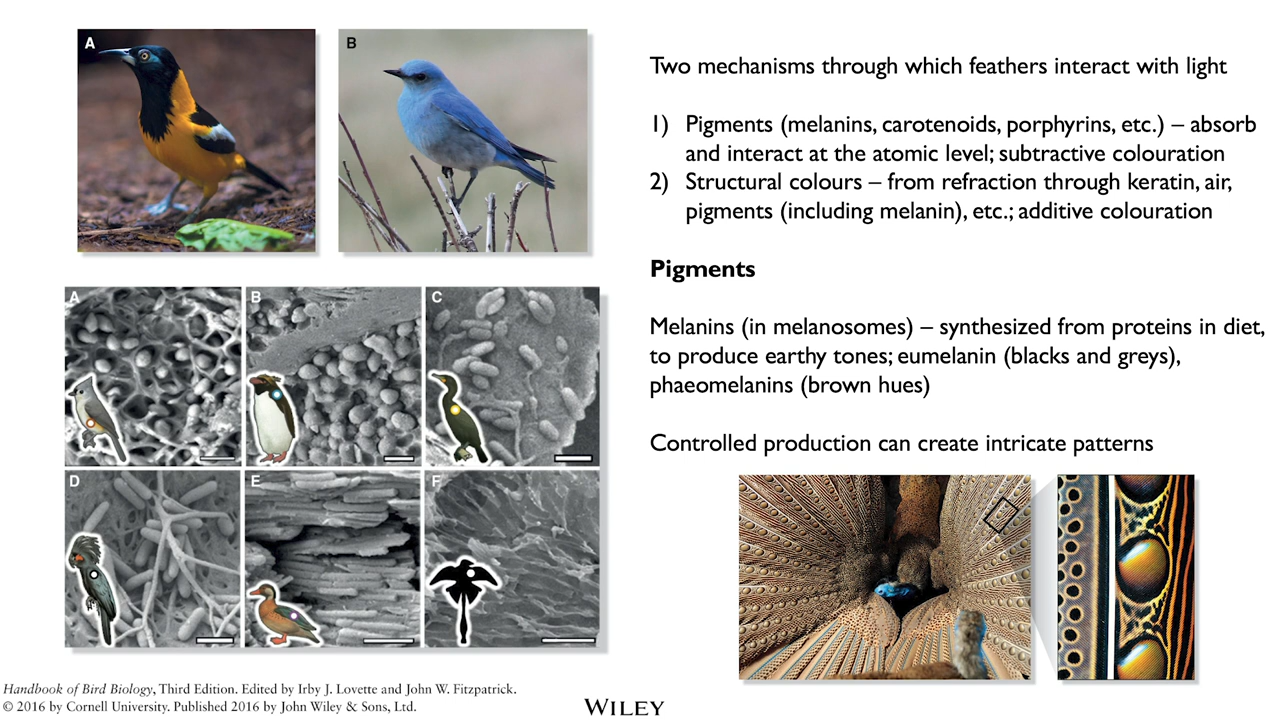 A
B
A
B
C
D
E
F
Two mechanisms through which feathers interact with light
1) Pigments (melanins, carotenoids, porphyrins, etc.) – absorb
and interact at the atomic level; subtractive colouration
2) Structural colours – from refraction through keratin, air,
pigments (including melanin), etc.; additive colouration
Pigments
Melanins (in melanosomes) – synthesized from proteins in diet,
to produce earthy tones; eumelanin (blacks and greys),
phaeomelanins (brown hues)
Controlled production can create intricate patterns
Handbook of Bird Biology, Third Edition. Edited by Irby J. Lovette and John W. Fitzpatrick.
© 2016 by Cornell University. Published 2016 by John Wiley & Sons, Ltd.
WILEY